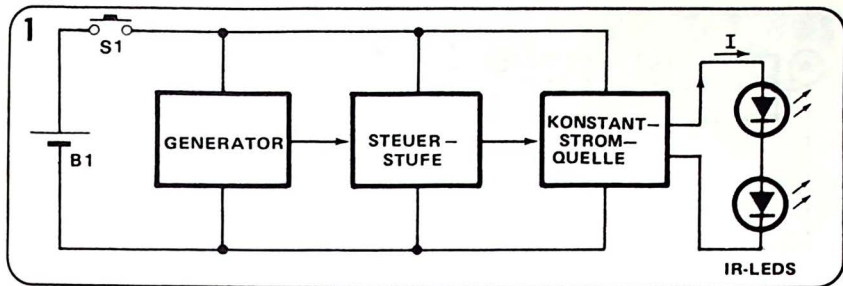 1
S1
B1
GENERATOR
STEUER–
STUFE
KONSTANT–
STROM–
QUELLE
I
IR-LEDS